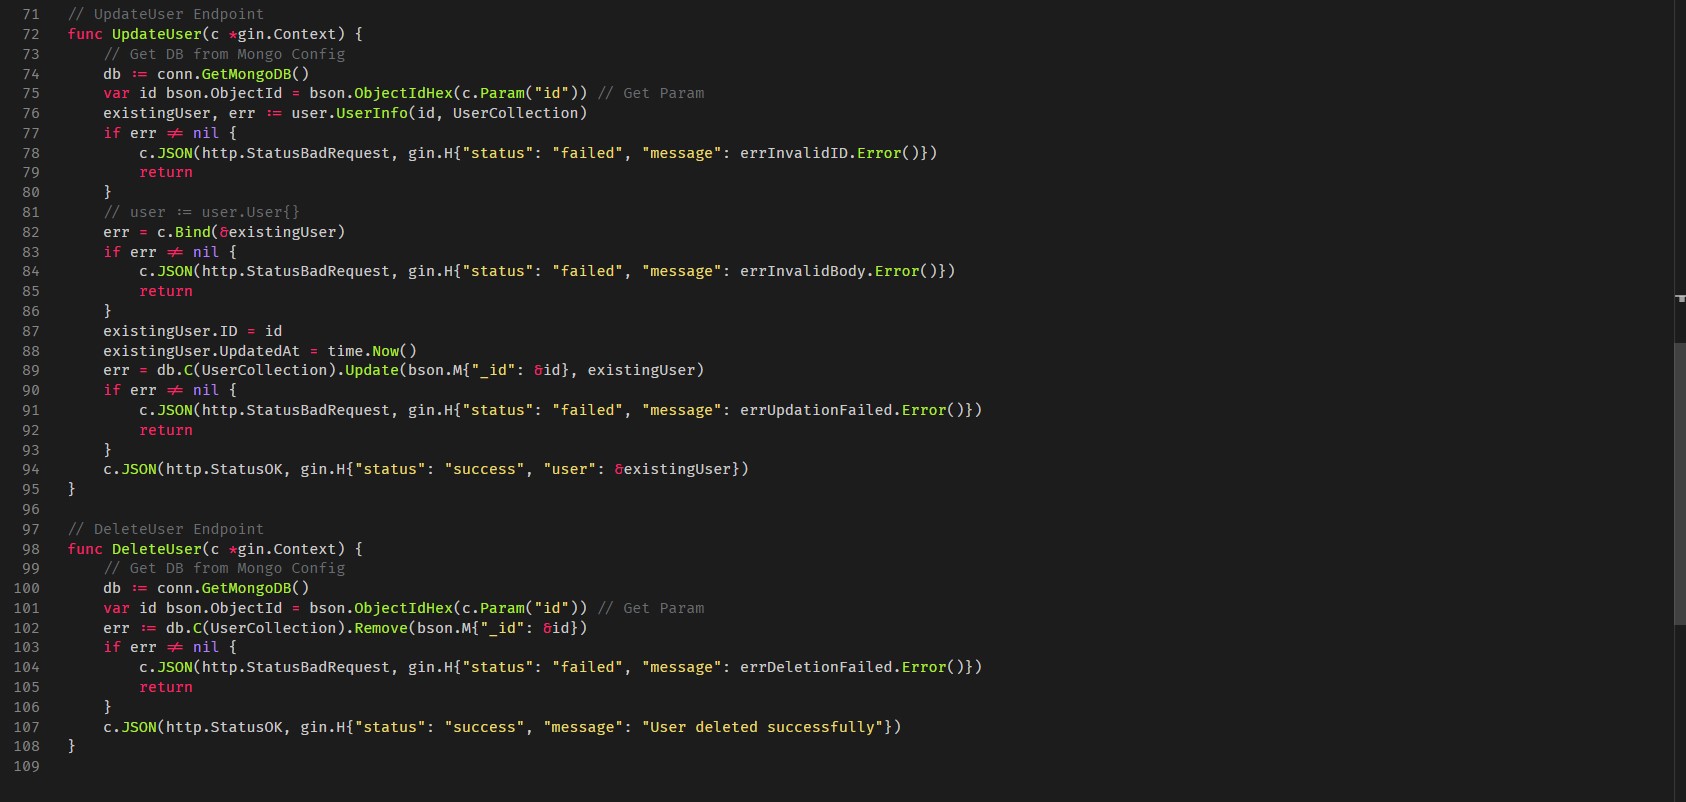 71 // UpdateUser Endpoint
72 func UpdateUser(c *gin.Context) {
73     // Get DB from Mongo Config
74     db := conn.GetMongoDB()
75     var id bson.ObjectId = bson.ObjectIdHex(c.Param("id")) // Get Param
76     existingUser, err := user.UserInfo(id, UserCollection)
77     if err != nil {
78         c.JSON(http.StatusBadRequest, gin.H{"status": "failed", "message": errInvalidID.Error()})
79         return
80     }
81     // user := user.User{}
82     err = c.Bind(&existingUser)
83     if err != nil {
84         c.JSON(http.StatusBadRequest, gin.H{"status": "failed", "message": errInvalidBody.Error()})
85         return
86     }
87     existingUser.ID = id
88     existingUser.UpdatedAt = time.Now()
89     err = db.C(UserCollection).Update(bson.M{"_id": &id}, existingUser)
90     if err != nil {
91         c.JSON(http.StatusBadRequest, gin.H{"status": "failed", "message": errUpdationFailed.Error()})
92         return
93     }
94     c.JSON(http.StatusOK, gin.H{"status": "success", "user": &existingUser})
95 }
96
97 // DeleteUser Endpoint
98 func DeleteUser(c *gin.Context) {
99     // Get DB from Mongo Config
100     db := conn.GetMongoDB()
101     var id bson.ObjectId = bson.ObjectIdHex(c.Param("id")) // Get Param
102     err := db.C(UserCollection).Remove(bson.M{"_id": &id})
103     if err != nil {
104         c.JSON(http.StatusBadRequest, gin.H{"status": "failed", "message": errDeletionFailed.Error()})
105         return
106     }
107     c.JSON(http.StatusOK, gin.H{"status": "success", "message": "User deleted successfully"})
108 }
109